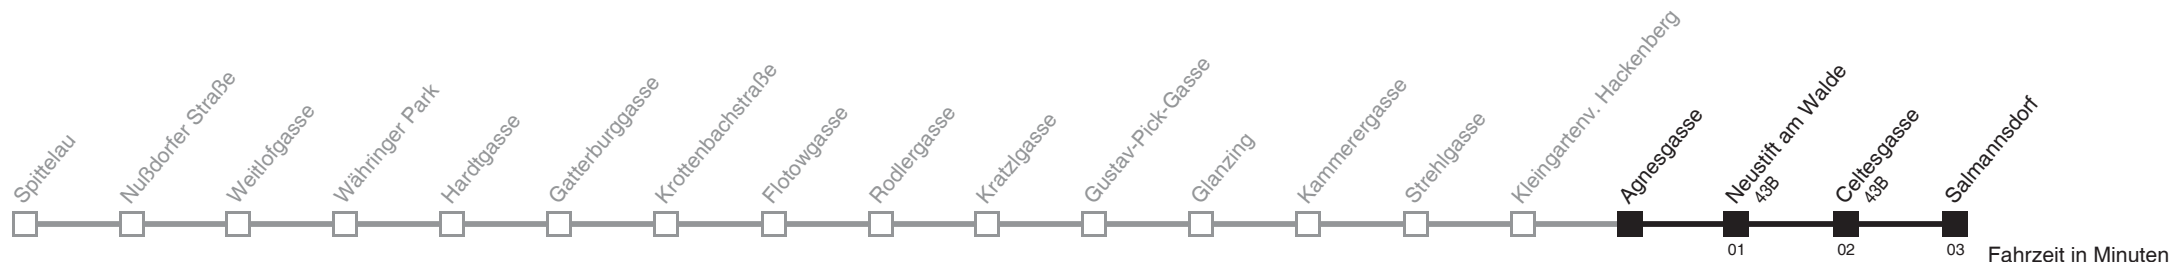 Spittelau
Nußdorfer Straße
Weitlofgasse
Währinger Park
Hardtgasse
Gatterburggasse
Krottenbachstraße
Flotowgasse
Rodlergasse
Kratzlgasse
Gustav-Pick-Gasse
Glanzing
Kammerergasse
Strehlgasse
Kleingartenv. Hackenberg
Agnesgasse
Neustift am Walde
43B
Celtesgasse
43B
Salmannsdorf
01
02
03
Fahrzeit in Minuten